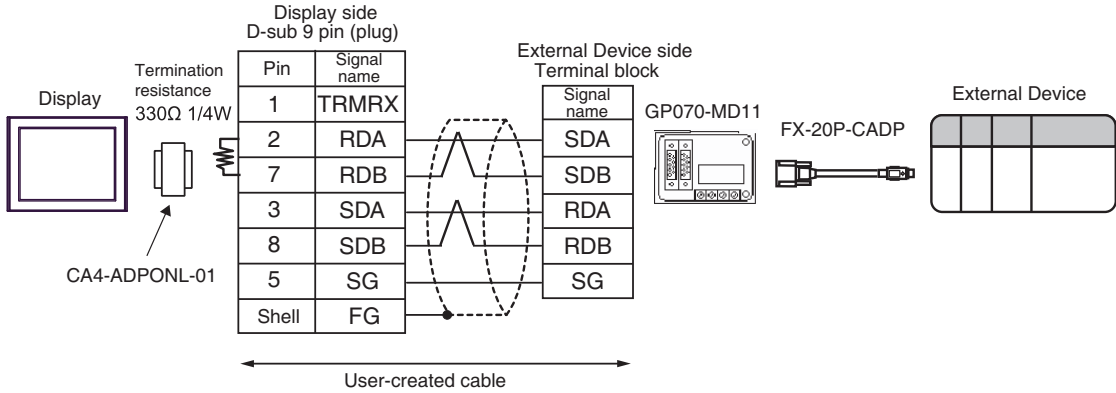 Display side
D-sub 9 pin (plug)
External Device side
Terminal block
Display
Termination
resistance
330Ω 1/4W
CA4-ADPONL-01
Pin Signal name
1 TRMRX
2 RDA
7 RDB
3 SDA
8 SDB
5 SG
Shell FG
Signal name
SDA
SDB
RDA
RDB
SG
GP070-MD11
FX-20P-CADP
External Device
User-created cable